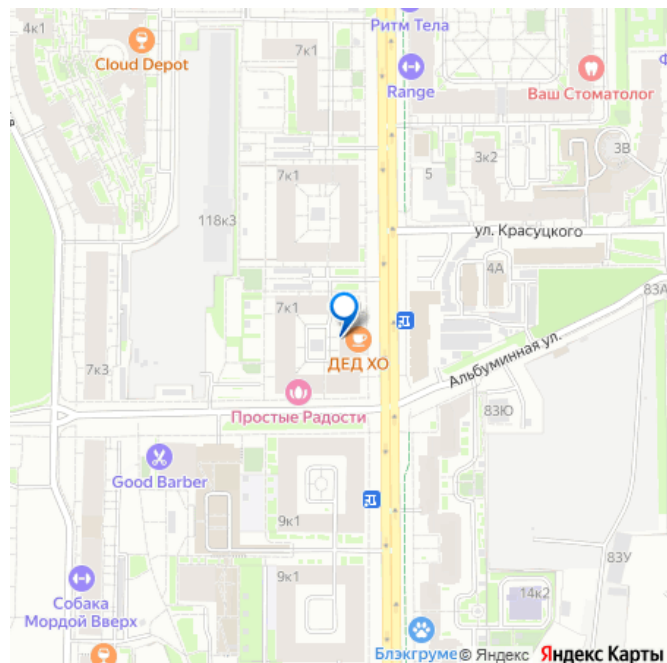 4к1
Cloud Depot
7к1
Ритм Тела
Range
Ваш Стоматолог
3В
3к2
5
7к1
118к3
ул. Красуцкого
4А
83А
7к1
ДЕД ХО
7к3
Альбуминная ул.
Простые Радости
83Ю
Good Barber
9к1
83У
9к1
14к2
Собака
Мордой Вверх
Блэкгруме
© Яндекс Яндекс Карты